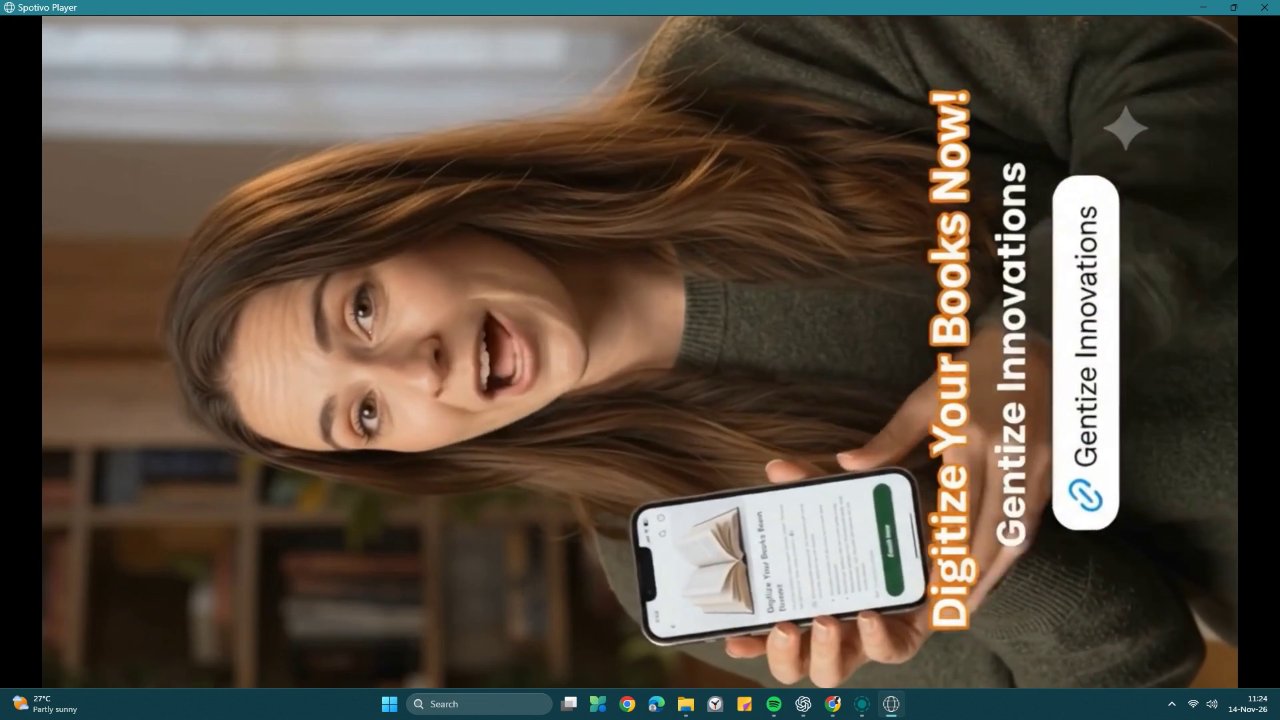 Spotivo Player
Digitize Your Books Now!
Gentize Innovations
Gentize Innovations
Digitize Your Books
27°C
Partly sunny
Search
11:24
14-Nov-26